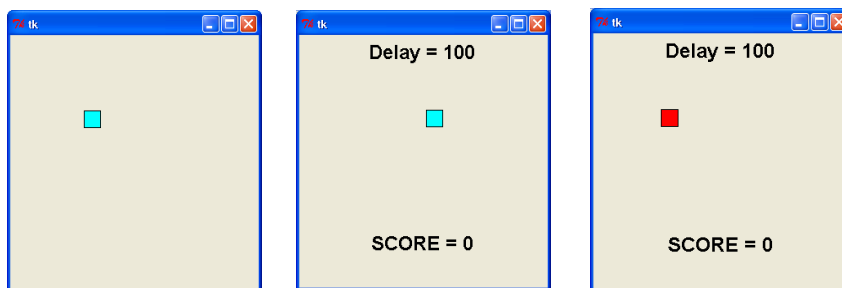 tk
tk
Delay = 100
SCORE = 0
tk
Delay = 100
SCORE = 0